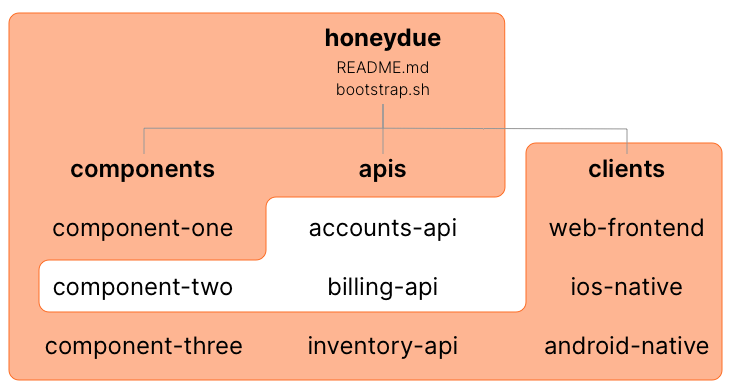 honeydue
README.md
bootstrap.sh
components
apis
clients
component-one
accounts-api
web-frontend
component-two
billing-api
ios-native
component-three
inventory-api
android-native